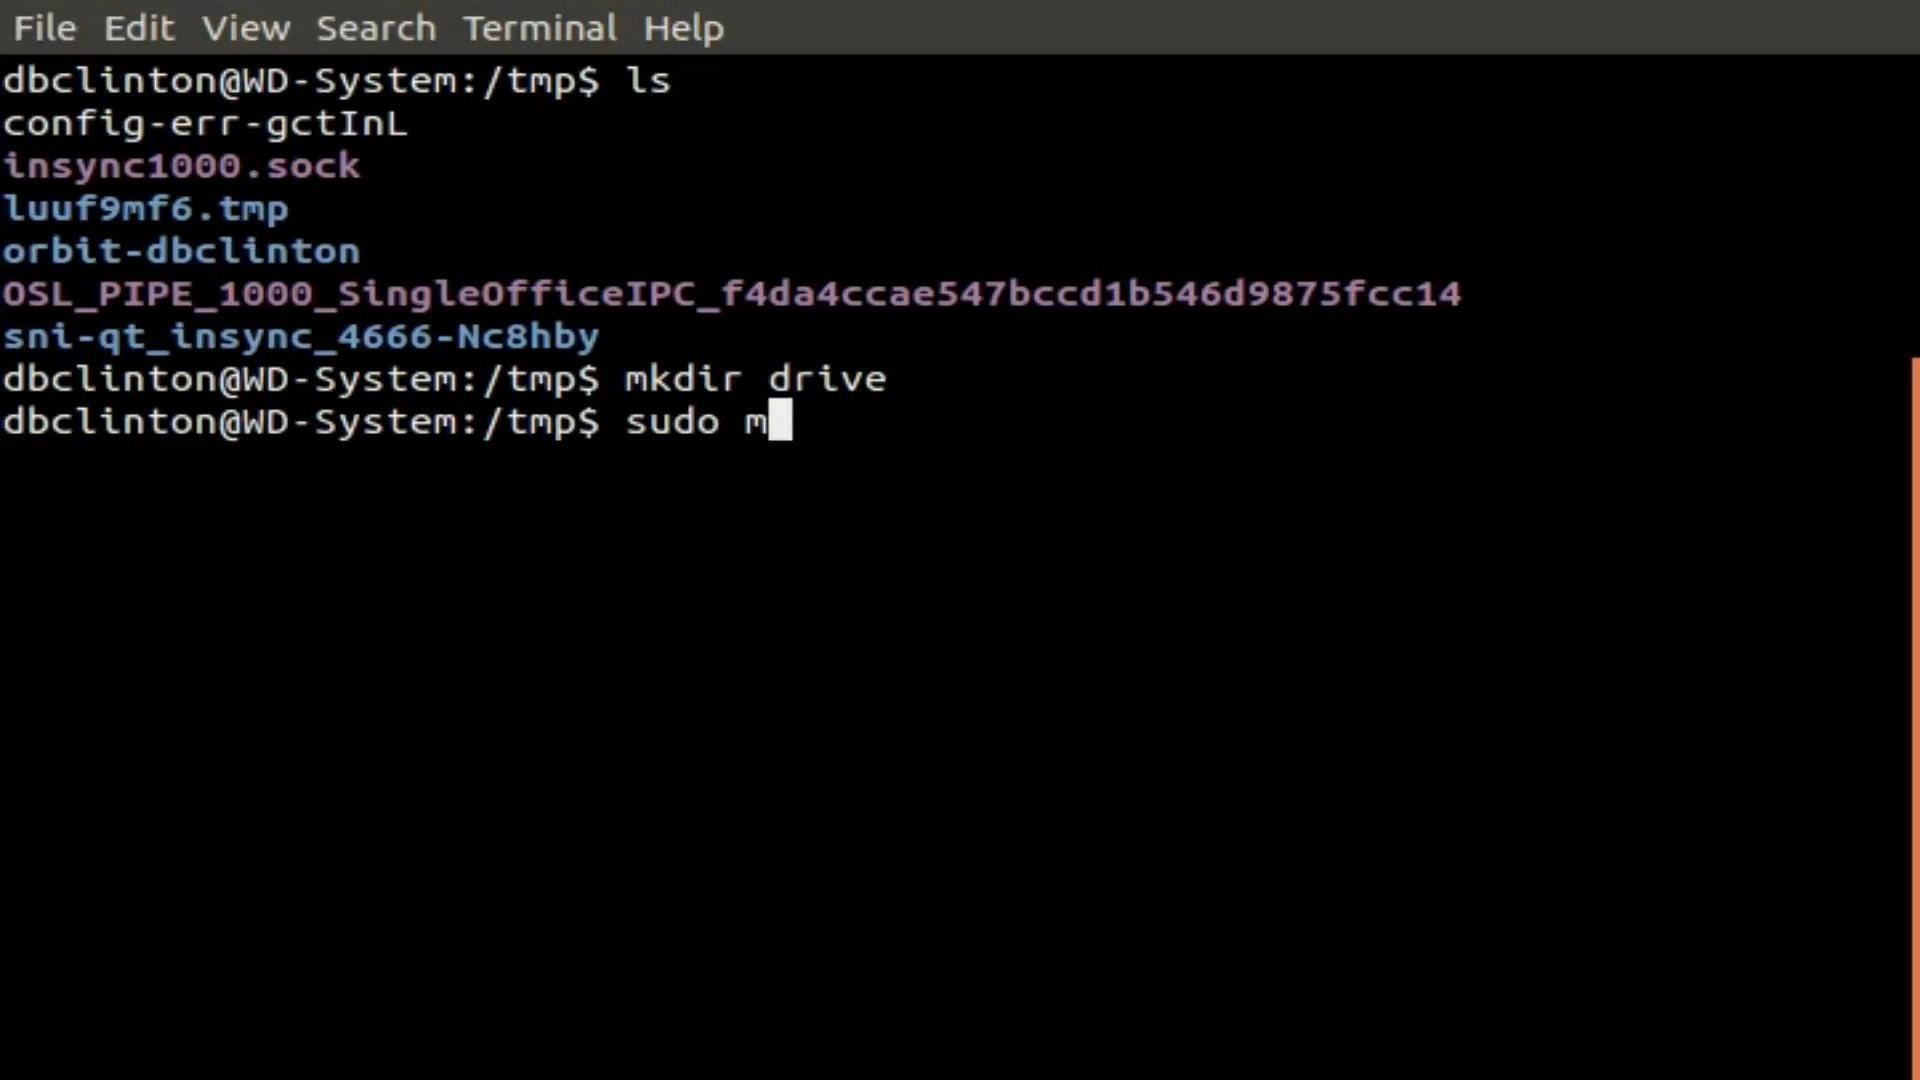 File Edit View Search Terminal Help
dbclinton@WD-System:/tmp$ ls
config-err-gctInL
insync1000.sock
luuf9mf6.tmp
orbit-dbclinton
OSL_PIPE_1000_SingleOfficeIPC_f4da4ccae547bccd1b546d9875fcc14
sni-qt_insync_4666-Nc8hby
dbclinton@WD-System:/tmp$ mkdir drive
dbclinton@WD-System:/tmp$ sudo m